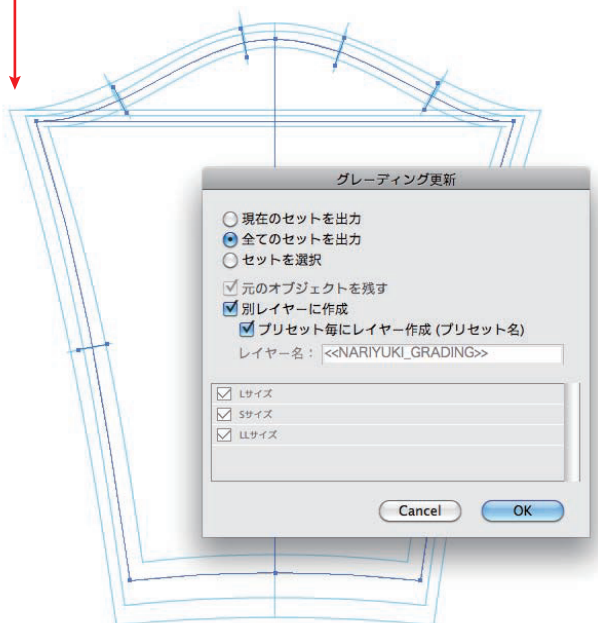 グレーディング更新
現在のセットを出力
全てのセットを出力
セットを選択
元のオブジェクトを残す
別レイヤーに作成
プリセット毎にレイヤー作成 (プリセット名)
レイヤー名： <<NARIYUKI_GRADING>>
Lサイズ
Sサイズ
LLサイズ
Cancel OK